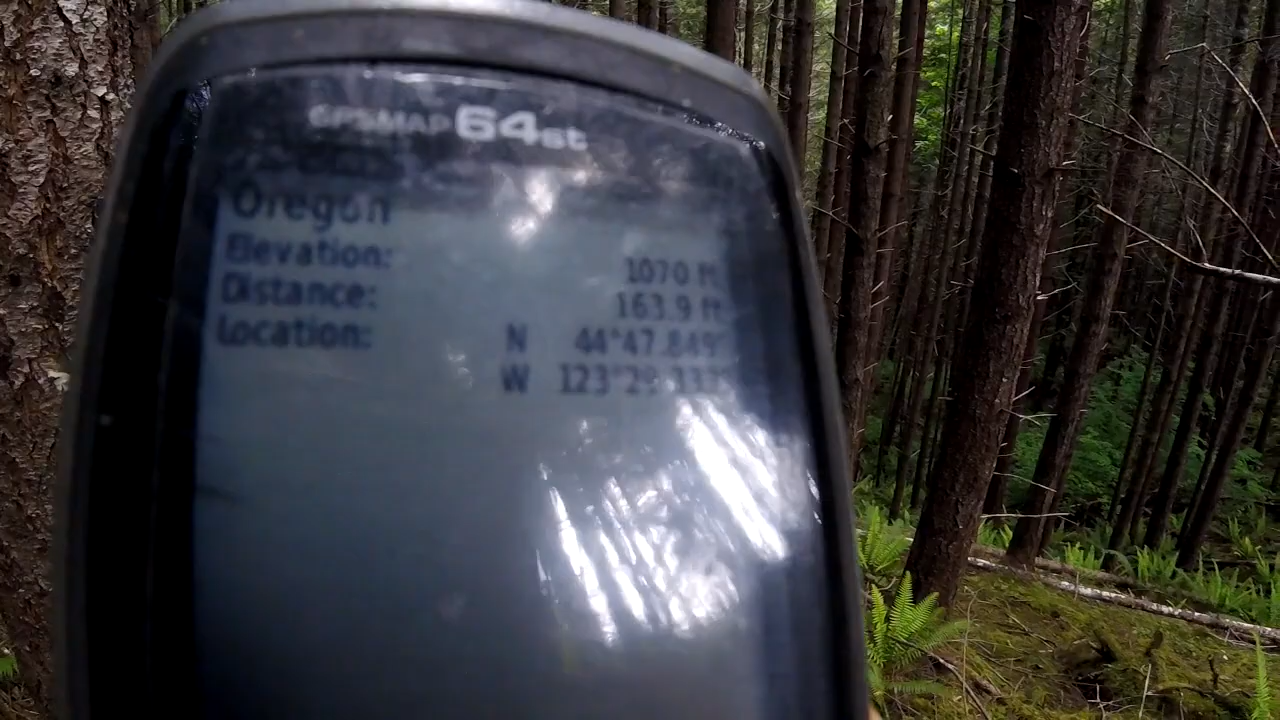 GPSMAP 64st
Oregon
Elevation: 1070 ft
Distance: 163.9 ft
Location: N 44°47.849'
W